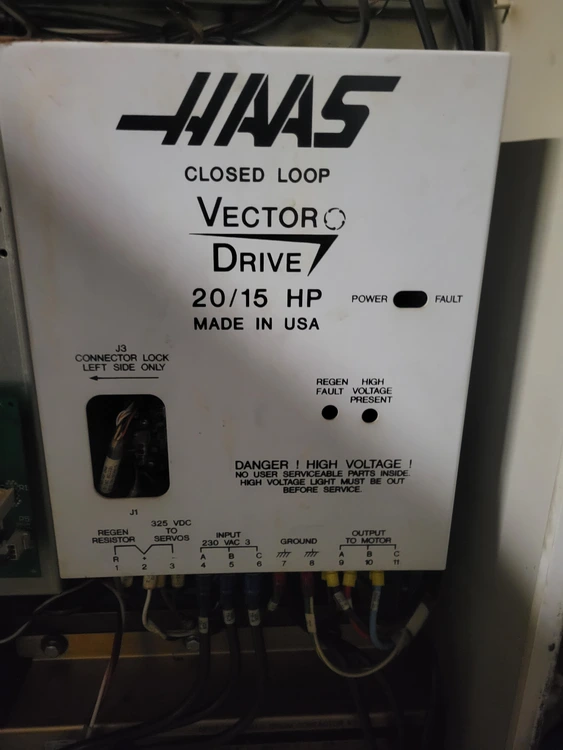 HAAS
CLOSED LOOP
VECTOR
DRIVE
20/15 HP
MADE IN USA
POWER FAULT
J3
CONNECTOR LOCK
LEFT SIDE ONLY
REGEN FAULT
HIGH VOLTAGE PRESENT
DANGER ! HIGH VOLTAGE !
NO USER SERVICEABLE PARTS INSIDE.
HIGH VOLTAGE LIGHT MUST BE OUT
BEFORE SERVICE.
J1
REGEN RESISTOR
325 VDC TO SERVOS
INPUT
230 VAC 3
GROUND
OUTPUT
TO MOTOR
R + - A B C A B C
1 2 3 4 5 6 7 8 9 10 11